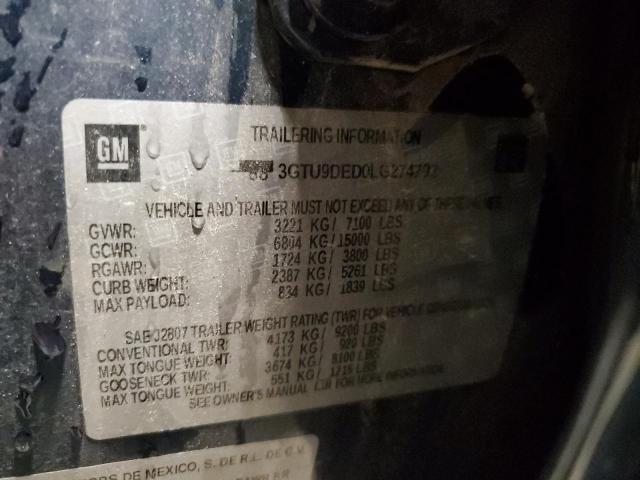 GM
TRAILERING INFORMATION
3GTU9DED0LG274792
VEHICLE AND TRAILER MUST NOT EXCEED ANY OF THESE VALUES
GVWR: 3221 KG/ 7100 LBS
GCWR: 6804 KG/15000 LBS
RGAWR: 1724 KG/ 3800 LBS
CURB WEIGHT: 2387 KG/ 5261 LBS
MAX PAYLOAD: 834 KG/ 1839 LBS
SAE J2807 TRAILER WEIGHT RATING (TWR) FOR VEHICLE
CONVENTIONAL TWR: 4173 KG/ 9200 LBS
MAX TONGUE WEIGHT: 417 KG/ 920 LBS
GOOSENECK TWR: 3674 KG/ 8100 LBS
MAX TONGUE WEIGHT: 551 KG/ 1215 LBS
SEE OWNER'S MANUAL FOR MORE INFORMATION
DE MEXICO, S. DE R.L. DE C.V.